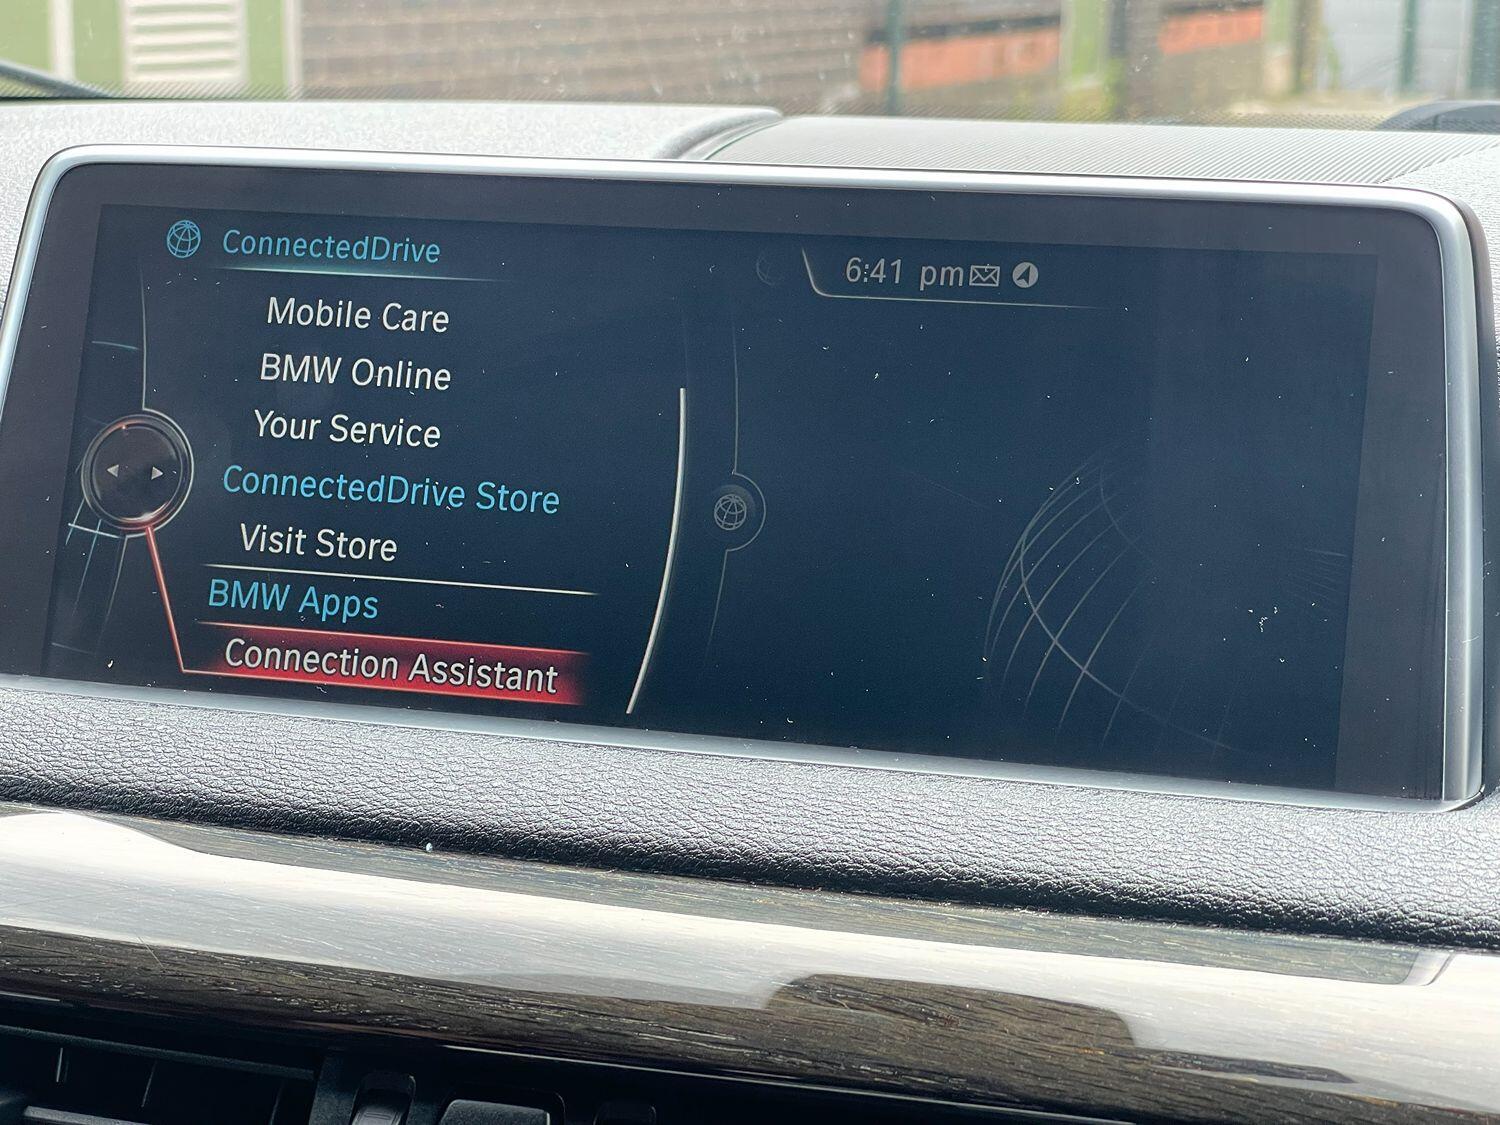 ConnectedDrive
6:41 pm
Mobile Care
BMW Online
Your Service
ConnectedDrive Store
Visit Store
BMW Apps
Connection Assistant